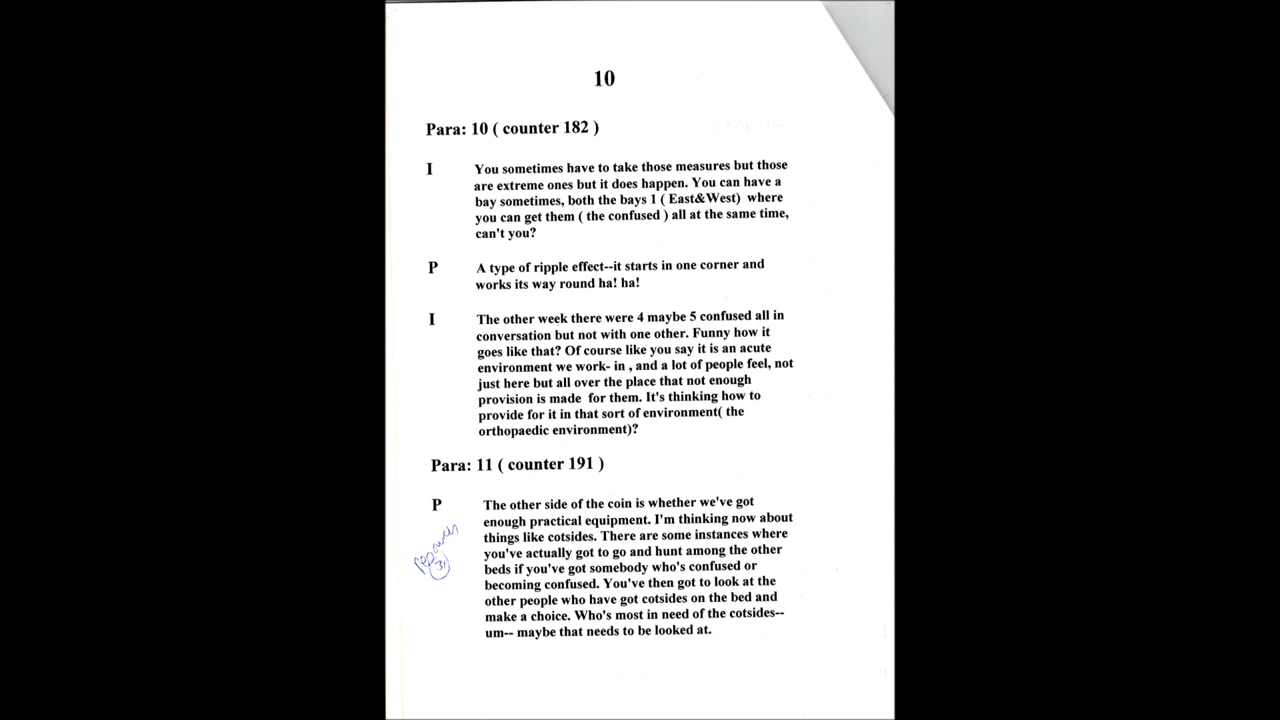 10
Para: 10 ( counter 182 )
I You sometimes have to take those measures but those
are extreme ones but it does happen. You can have a
bay sometimes, both the bays 1 ( East&West) where
you can get them ( the confused ) all at the same time,
can't you?
P A type of ripple effect--it starts in one corner and
works its way round ha! ha!
I The other week there were 4 maybe 5 confused all in
conversation but not with one other. Funny how it
goes like that? Of course like you say it is an acute
environment we work- in , and a lot of people feel, not
just here but all over the place that not enough
provision is made for them. It's thinking how to
provide for it in that sort of environment( the
orthopaedic environment)?
Para: 11 ( counter 191 )
P The other side of the coin is whether we've got
enough practical equipment. I'm thinking now about
things like cotsides. There are some instances where
you've actually got to go and hunt among the other
beds if you've got somebody who's confused or
becoming confused. You've then got to look at the
other people who have got cotsides on the bed and
make a choice. Who's most in need of the cotsides--
um-- maybe that needs to be looked at.
resources